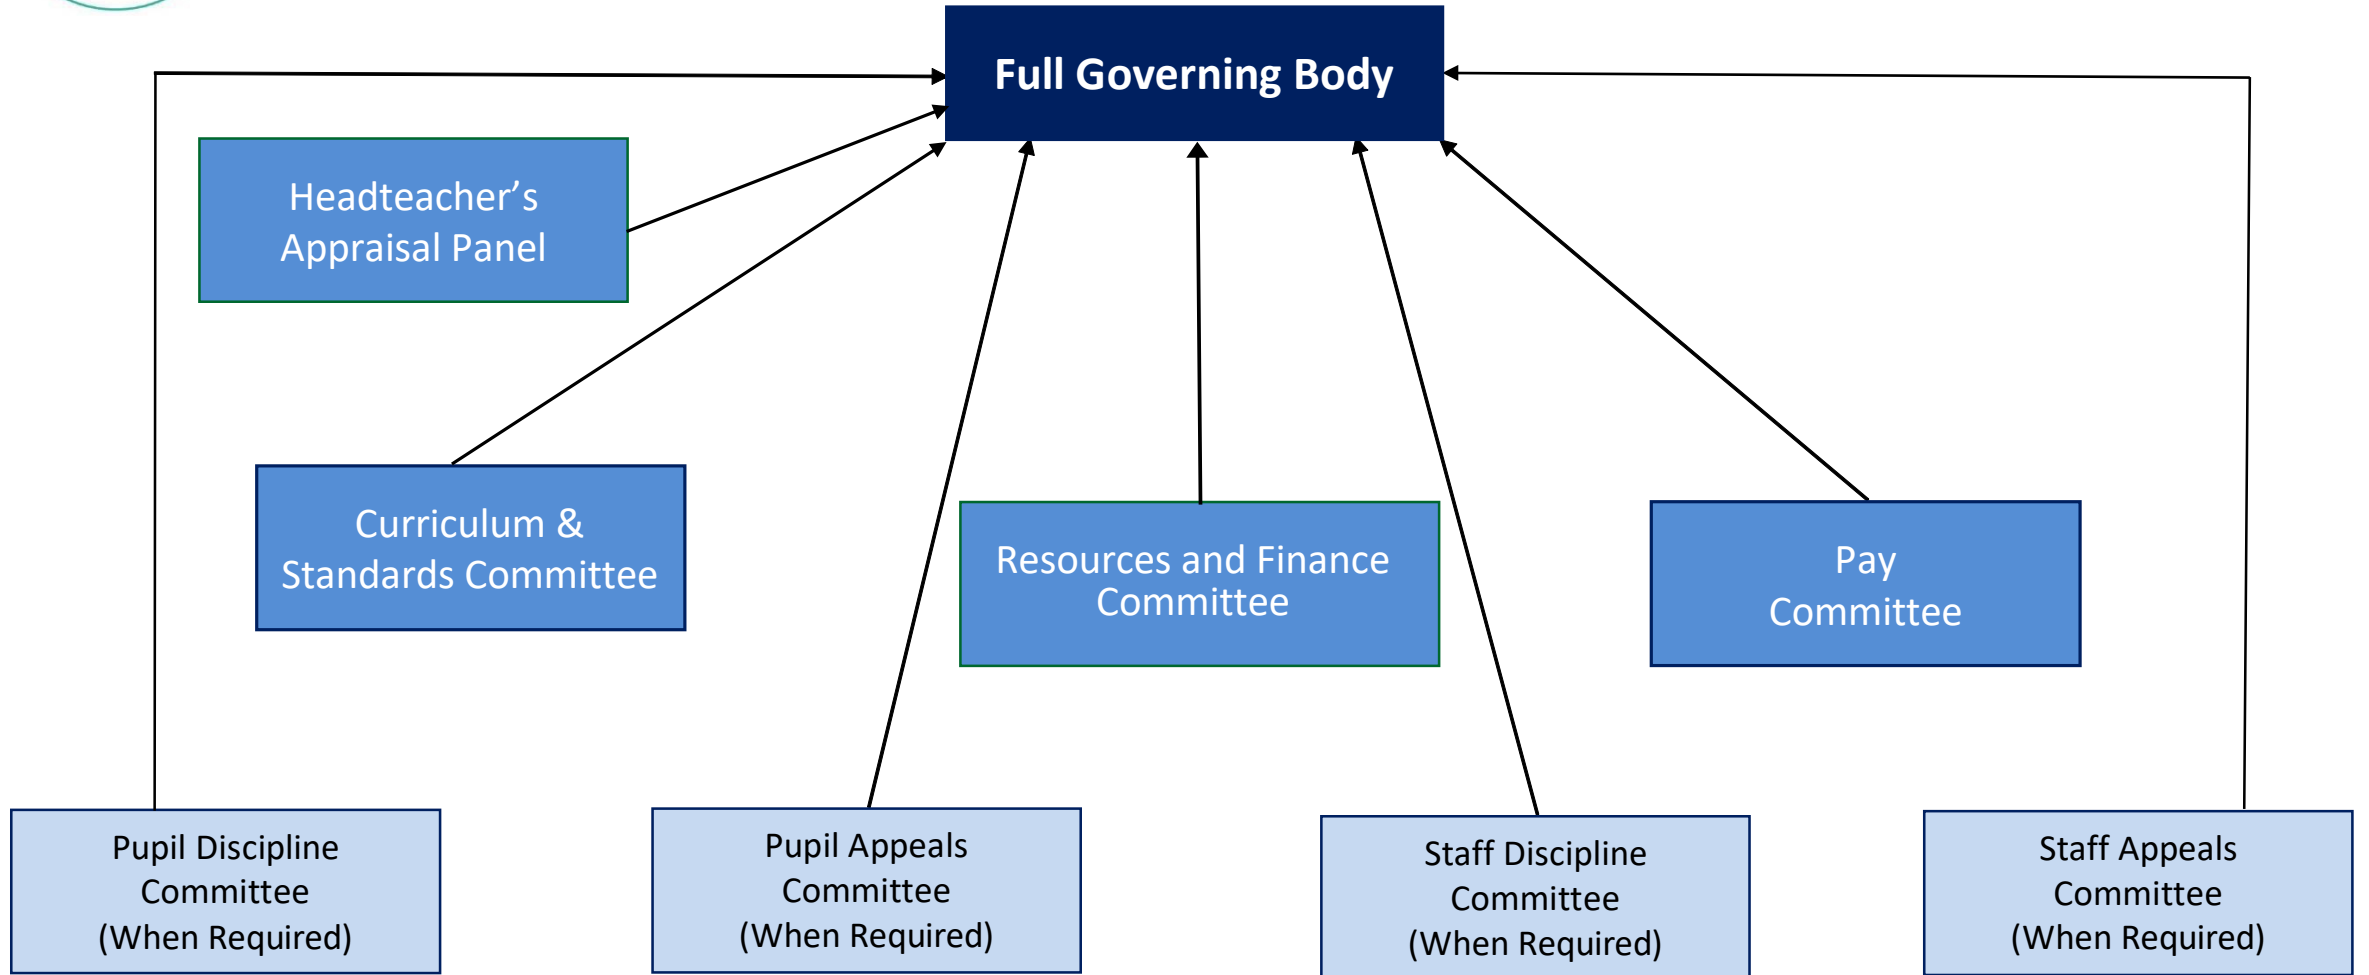 Full Governing Body
Headteacher’s
Appraisal Panel
Curriculum &
Standards Committee
Resources and Finance
Committee
Pay
Committee
Pupil Discipline
Committee
(When Required)
Pupil Appeals
Committee
(When Required)
Staff Discipline
Committee
(When Required)
Staff Appeals
Committee
(When Required)